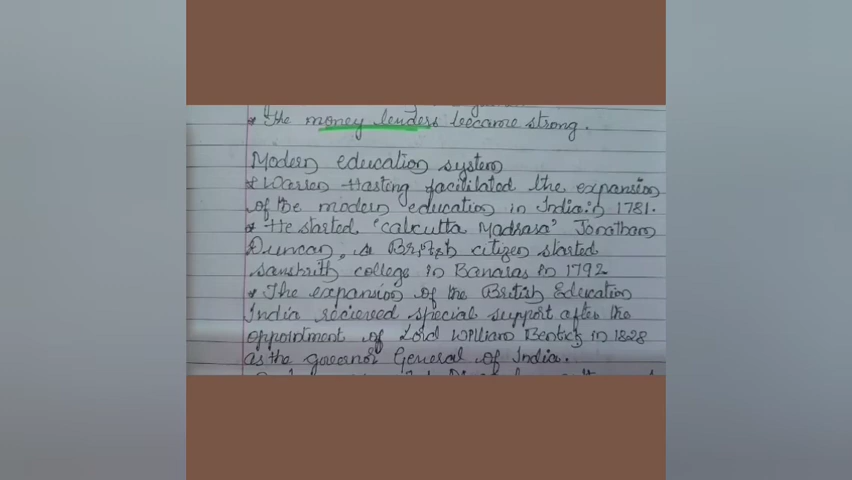 * The money lenders became strong.
Modern education system
* Warren Hasting facilitated the expansion
of the modern education in India in 1781.
* He started 'calcutta Madrasa' Jonathan
Duncan, a British citizen started
Sanskrith college in Banaras in 1792
* The expansion of the British Education
India recieved special support after the
appointment of Lord William Bentick in 1828
as the governor General of India.